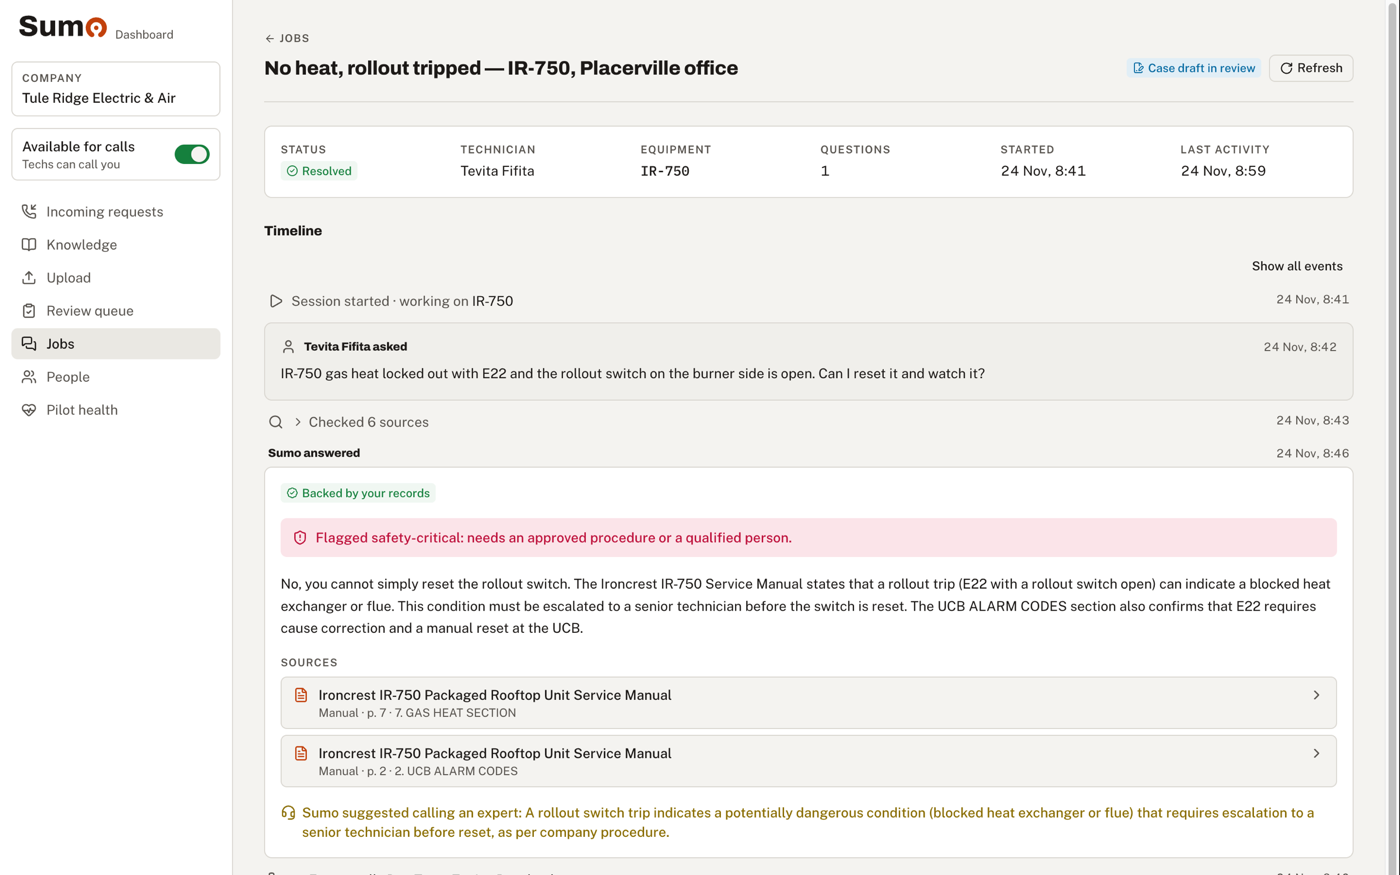 Sumo Dashboard
COMPANY
Tule Ridge Electric & Air
Available for calls
Techs can call you
Incoming requests
Knowledge
Upload
Review queue
Jobs
People
Pilot health
← JOBS
No heat, rollout tripped — IR-750, Placerville office
Case draft in review
Refresh
STATUS
Resolved
TECHNICIAN
Tevita Fifita
EQUIPMENT
IR-750
QUESTIONS
1
STARTED
24 Nov, 8:41
LAST ACTIVITY
24 Nov, 8:59
Timeline
Show all events
Session started · working on IR-750
24 Nov, 8:41
Tevita Fifita asked
24 Nov, 8:42
IR-750 gas heat locked out with E22 and the rollout switch on the burner side is open. Can I reset it and watch it?
Checked 6 sources
24 Nov, 8:43
Sumo answered
24 Nov, 8:46
Backed by your records
Flagged safety-critical: needs an approved procedure or a qualified person.
No, you cannot simply reset the rollout switch. The Ironcrest IR-750 Service Manual states that a rollout trip (E22 with a rollout switch open) can indicate a blocked heat
exchanger or flue. This condition must be escalated to a senior technician before the switch is reset. The UCB ALARM CODES section also confirms that E22 requires
cause correction and a manual reset at the UCB.
SOURCES
Ironcrest IR-750 Packaged Rooftop Unit Service Manual
Manual · p. 7 · 7. GAS HEAT SECTION
Ironcrest IR-750 Packaged Rooftop Unit Service Manual
Manual · p. 2 · 2. UCB ALARM CODES
Sumo suggested calling an expert: A rollout switch trip indicates a potentially dangerous condition (blocked heat exchanger or flue) that requires escalation to a
senior technician before reset, as per company procedure.